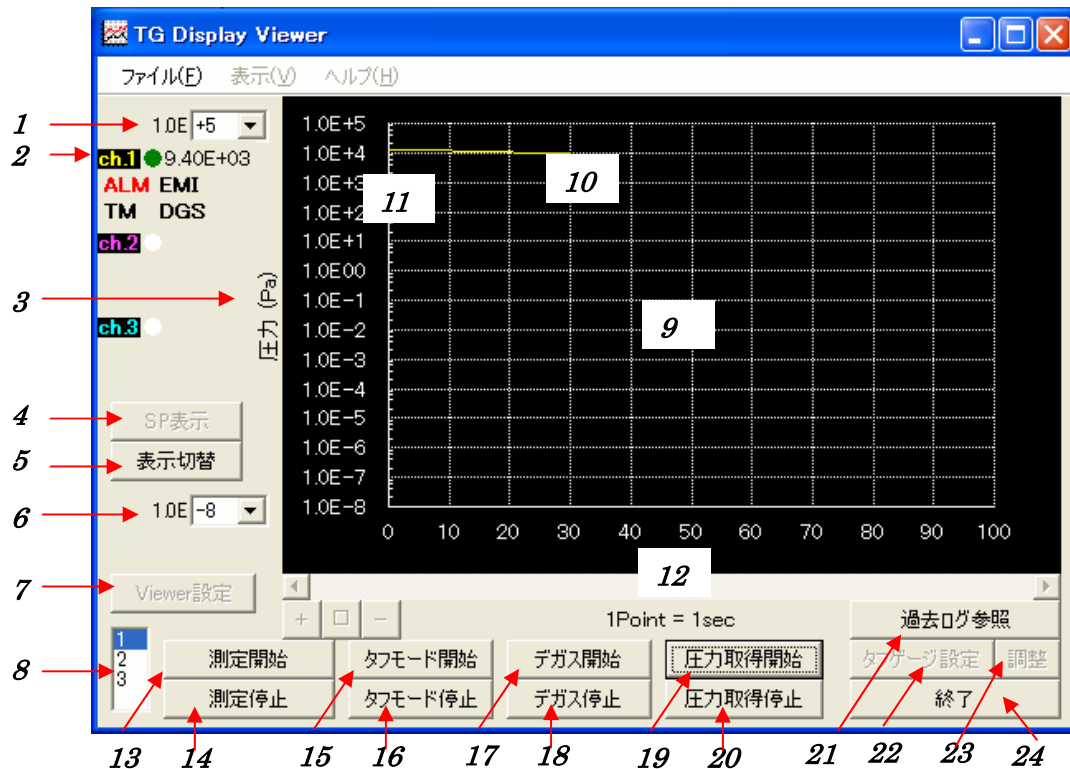 TG Display Viewer
ファイル(F) 表示(V) ヘルプ(H)
1
1.0E +5
2
ch.1 9.40E+03
ALM EMI
TM DGS
ch.2
3
ch.3
圧力 (Pa)
4
SP表示
5
表示切替
6
1.0E -8
7
Viewer設定
8
1
2
3
1.0E+5
1.0E+4
1.0E+3
1.0E+2
1.0E+1
1.0E00
1.0E-1
1.0E-2
1.0E-3
1.0E-4
1.0E-5
1.0E-6
1.0E-7
1.0E-8
10
11
9
0 10 20 30 40 50 60 70 80 90 100
12
+ □ -
1Point = 1sec
過去ログ参照
測定開始 タフモード開始 デガス開始 圧力取得開始 タフゲージ設定 調整
測定停止 タフモード停止 デガス停止 圧力取得停止 終了
13 14 15 16 17 18 19 20 21 22 23 24